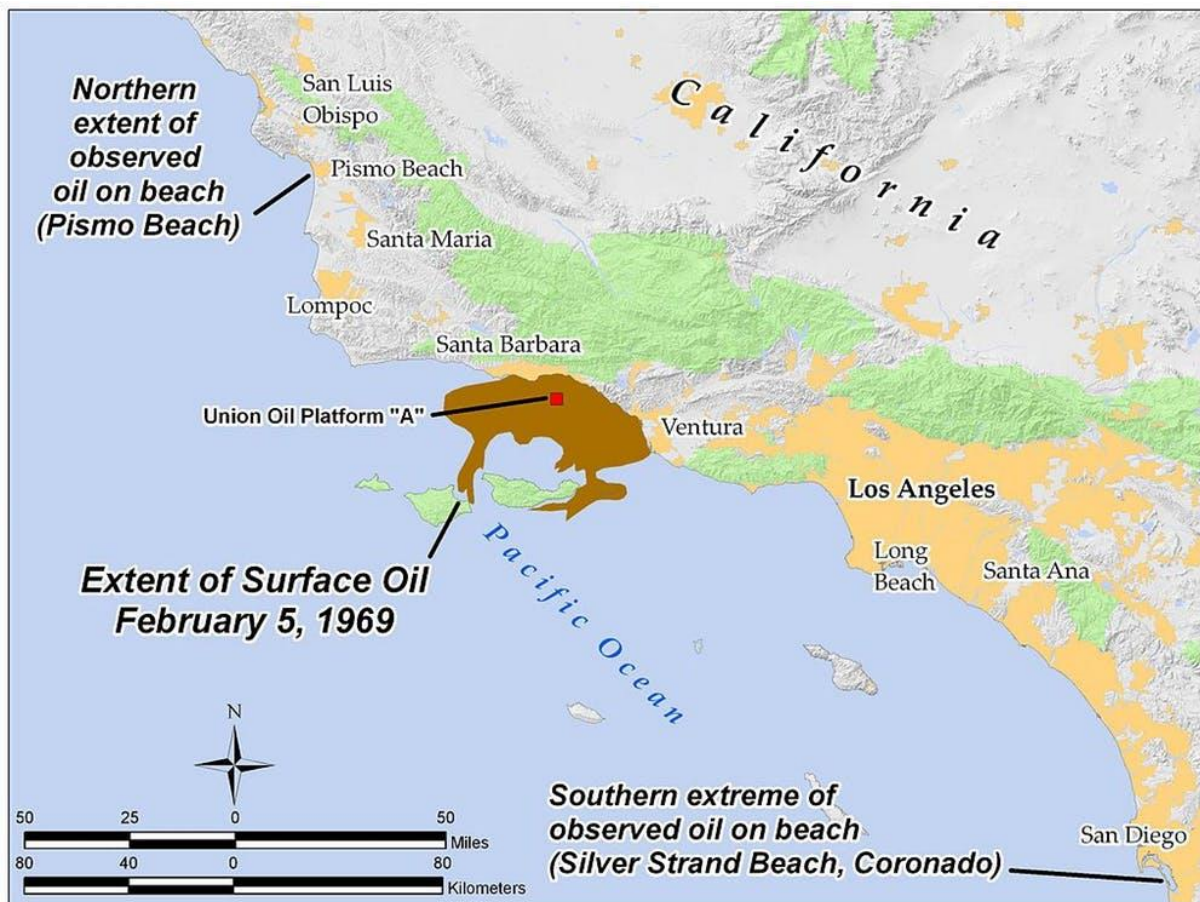 Northern
extent of
observed
oil on beach
(Pismo Beach)
San Luis
Obispo
Pismo Beach
California
Santa Maria
Lompoc
Santa Barbara
Union Oil Platform "A"
Ventura
Los Angeles
Long
Beach
Santa Ana
Pacific Ocean
Extent of Surface Oil
February 5, 1969
N
50 25 0 50
Miles
80 40 0 80
Kilometers
Southern extreme of
observed oil on beach
(Silver Strand Beach, Coronado)
San Diego